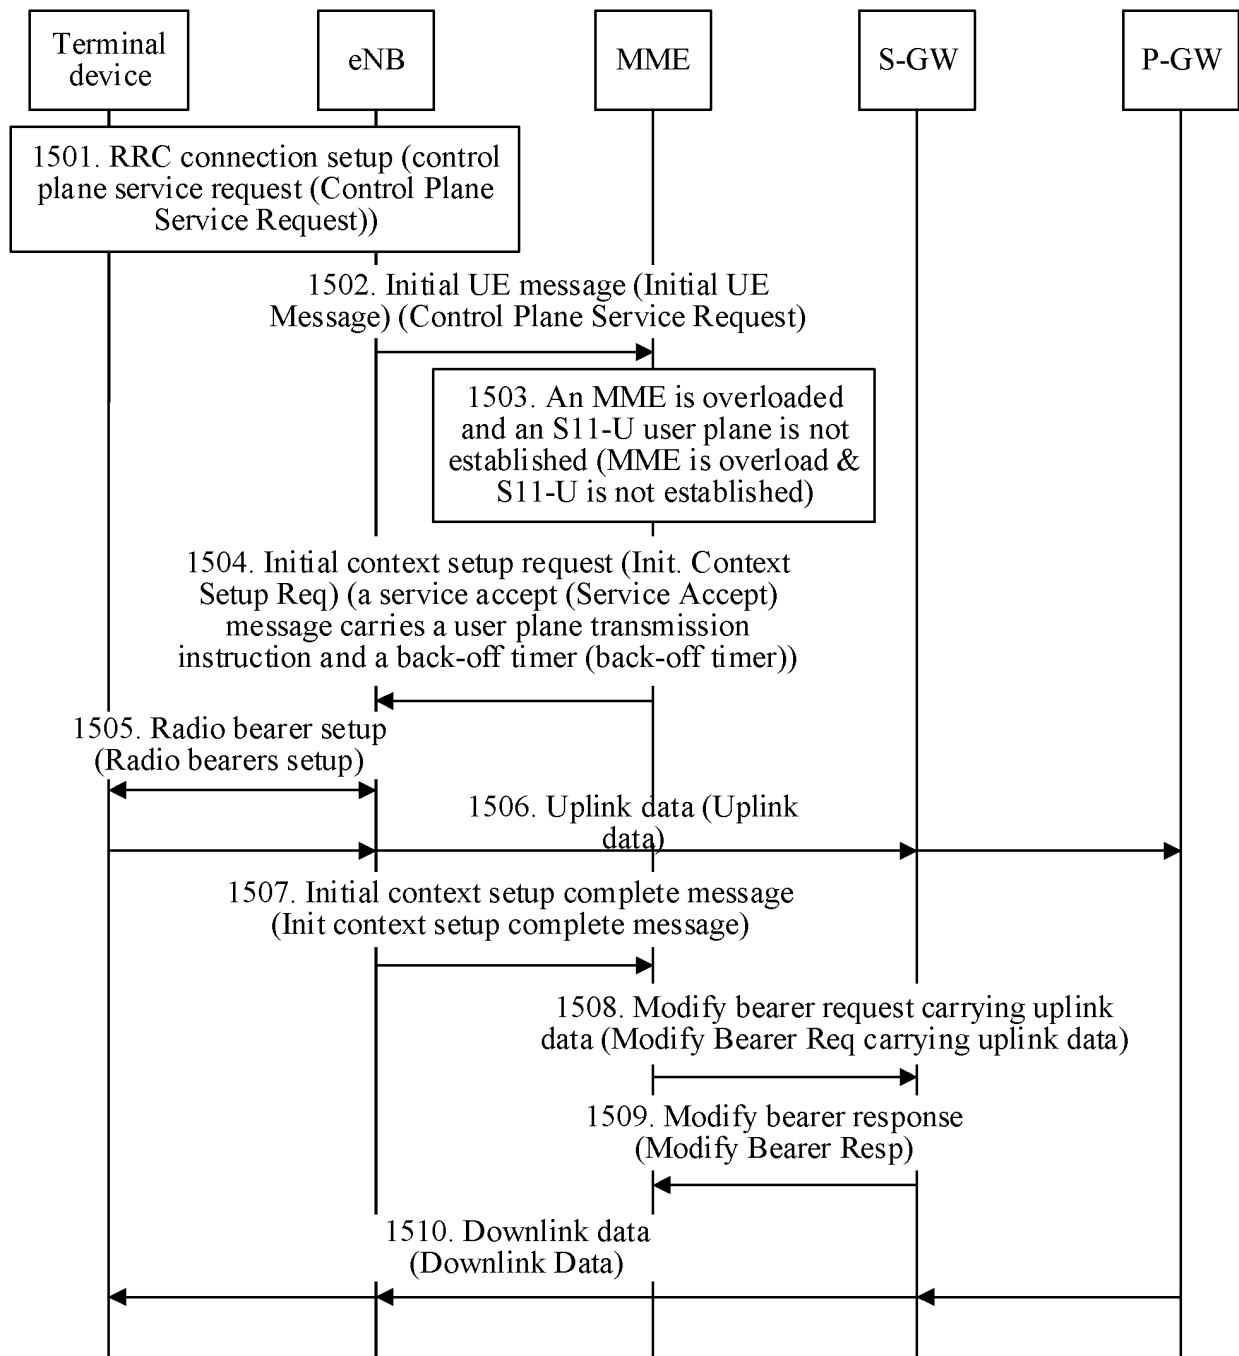 Terminal
device
eNB
MME
S-GW
P-GW
1501. RRC connection setup (control
plane service request (Control Plane
Service Request))
1502. Initial UE message (Initial UE
Message) (Control Plane Service Request)
1503. An MME is overloaded
and an S11-U user plane is not
established (MME is overload &
S11-U is not established)
1504. Initial context setup request (Init. Context
Setup Req) (a service accept (Service Accept)
message carries a user plane transmission
instruction and a back-off timer (back-off timer))
1505. Radio bearer setup
(Radio bearers setup)
1506. Uplink data (Uplink
data)
1507. Initial context setup complete message
(Init context setup complete message)
1508. Modify bearer request carrying uplink
data (Modify Bearer Req carrying uplink data)
1509. Modify bearer response
(Modify Bearer Resp)
1510. Downlink data
(Downlink Data)